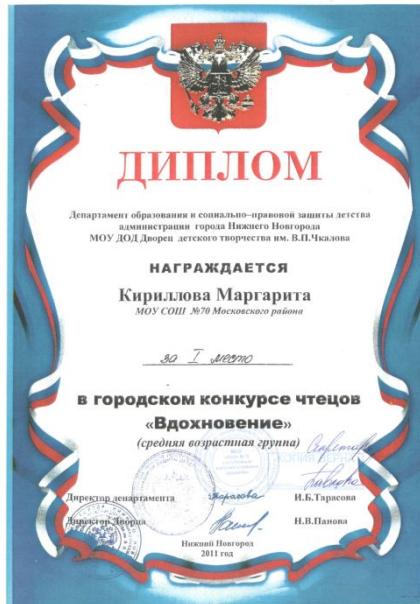 ДИПЛОМ
Департамент образования и социально-правовой защиты детства
администрации города Нижнего Новгорода
МОУ ДОД Дворец детского творчества им. В.П.Чкалова
НАГРАЖДАЕТСЯ
Кириллова Маргарита
МОУ СОШ №70 Московского района
за I место
в городском конкурсе чтецов
«Вдохновение»
(средняя возрастная группа)
Директор департамента И.Б.Тарасова
Директор Дворца Н.В.Панова
Нижний Новгород
2011 год